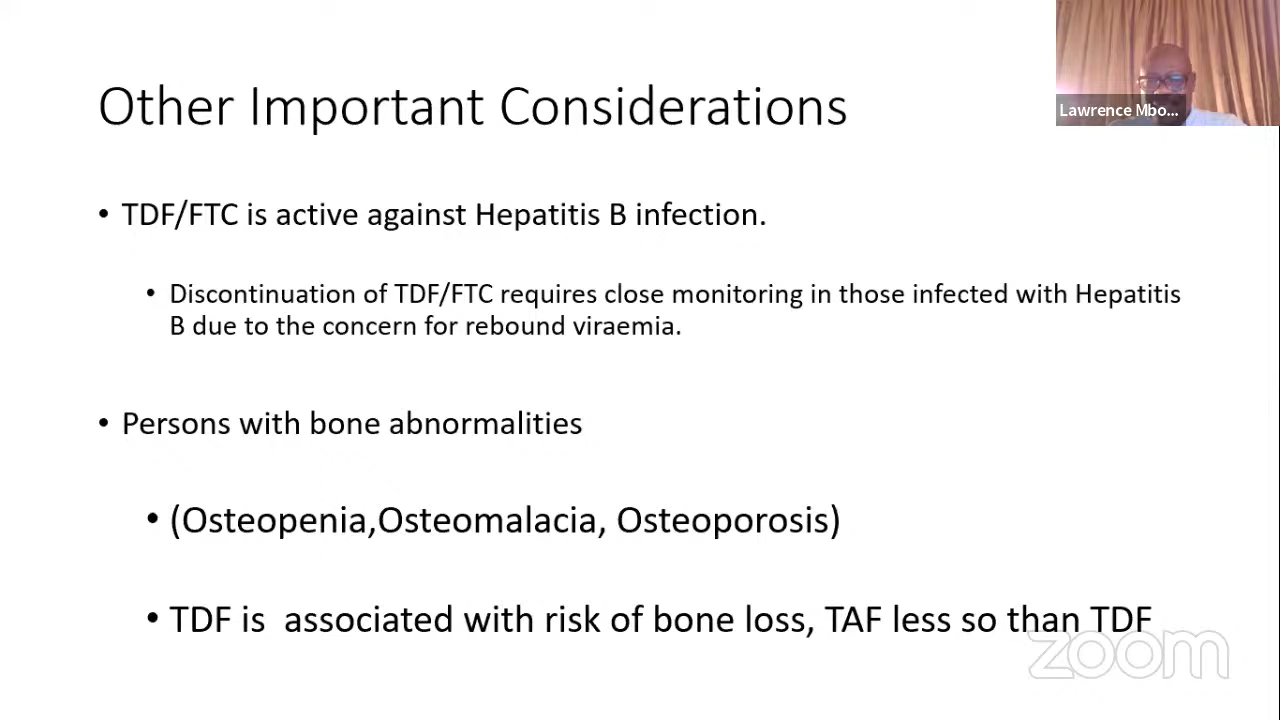 Lawrence Mbo...
Other Important Considerations
• TDF/FTC is active against Hepatitis B infection.
• Discontinuation of TDF/FTC requires close monitoring in those infected with Hepatitis
B due to the concern for rebound viraemia.
• Persons with bone abnormalities
• (Osteopenia,Osteomalacia, Osteoporosis)
• TDF is  associated with risk of bone loss, TAF less so than TDF
zoom